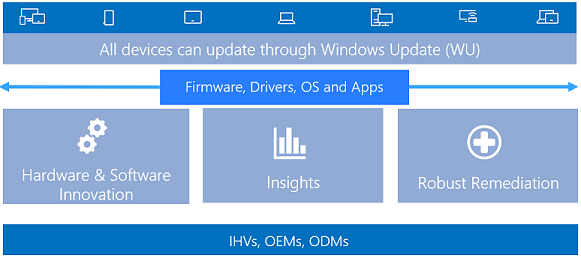 All devices can update through Windows Update (WU)
Firmware, Drivers, OS and Apps
Hardware & Software
Innovation
Insights
Robust Remediation
IHVs, OEMs, ODMs